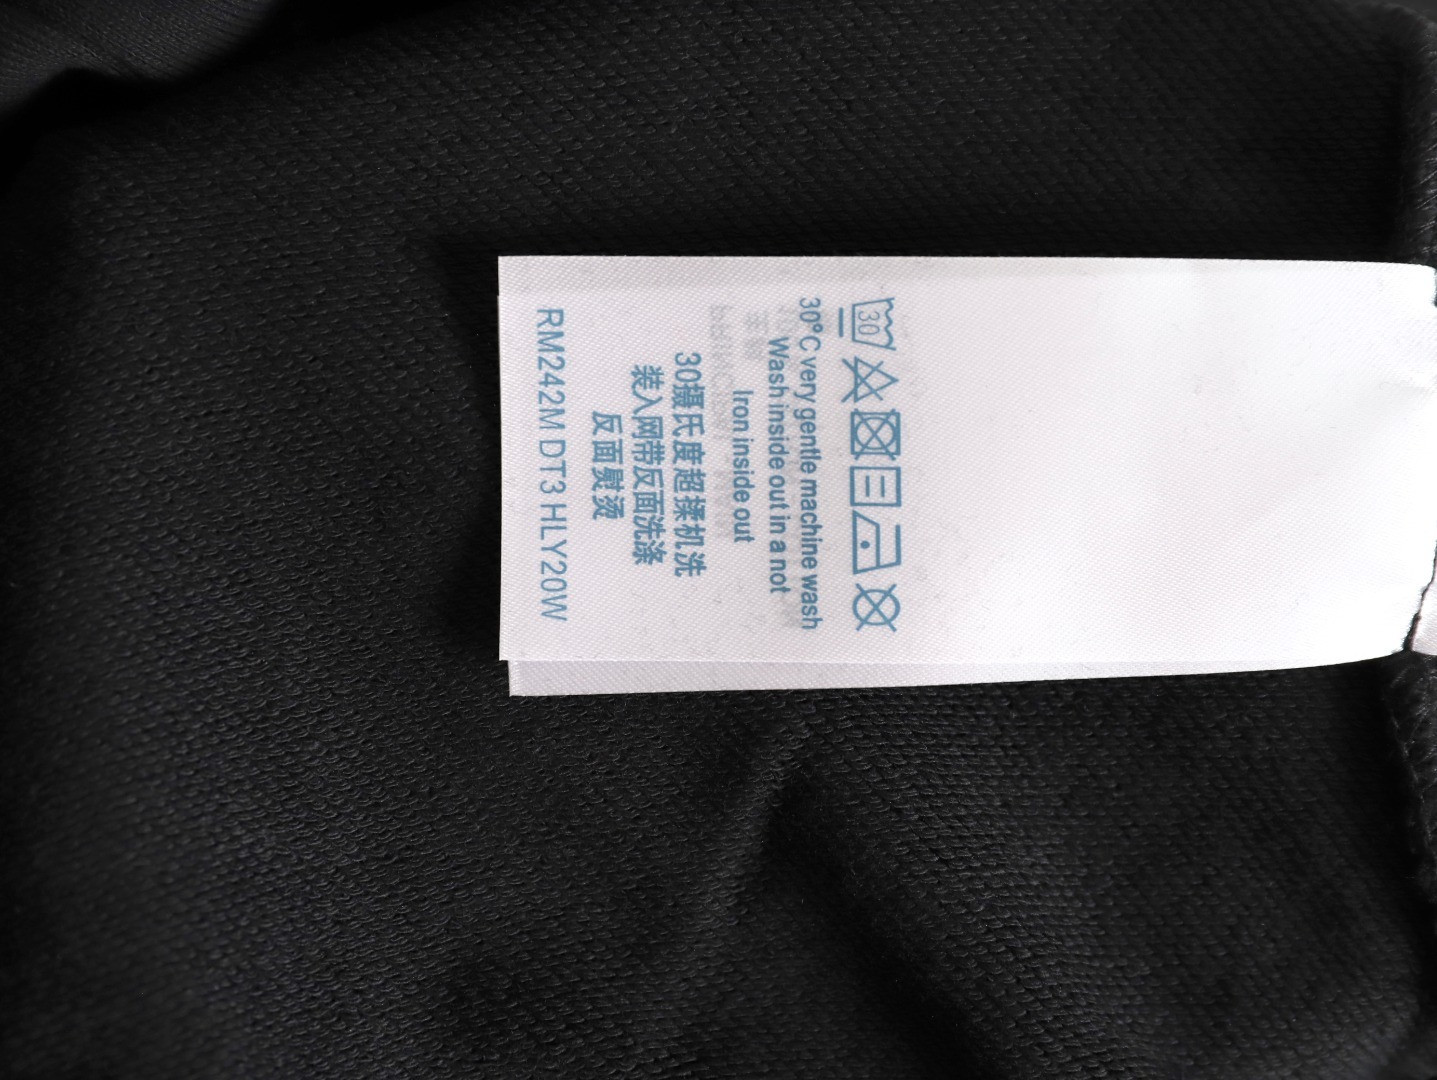 30
30°C very gentle machine wash
Wash inside out in a not
Iron inside out
30摄氏度超揉机洗
装入网带反面洗涤
反面熨烫
RM242M DT3 HLY20W